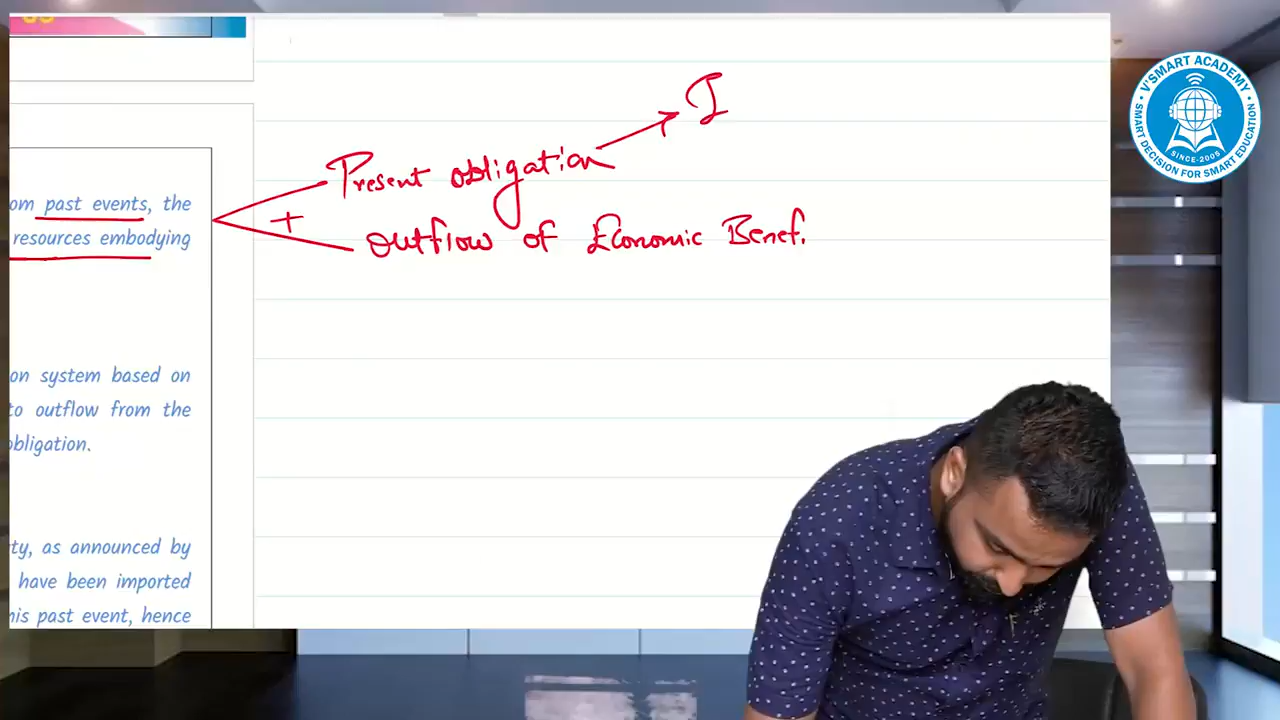 om past events, the
resources embodying
on system based on
to outflow from the
obligation.
ty, as announced by
have been imported
his past event, hence
I
Present obligation
+
Outflow of Economic Benef.
V'SMART ACADEMY
SINCE-2006
SMART DECISION FOR SMART EDUCATION